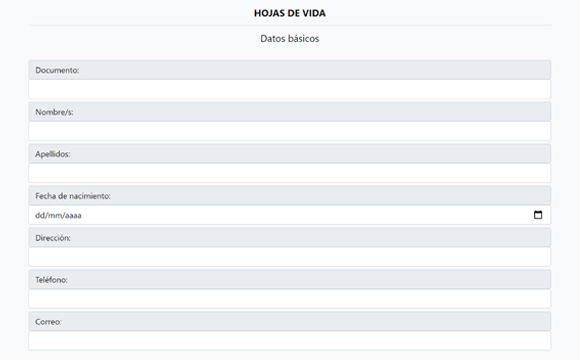 HOJAS DE VIDA
Datos básicos
Documento:
Nombre/s:
Apellidos:
Fecha de nacimiento:
dd/mm/aaaa
Dirección:
Teléfono:
Correo: